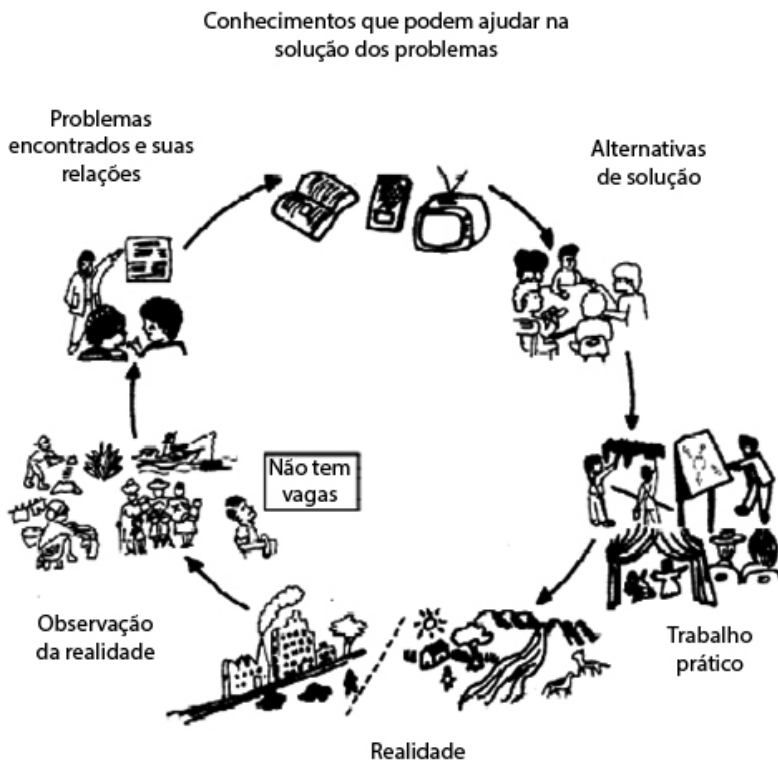 Conhecimentos que podem ajudar na
solução dos problemas
Problemas
encontrados e suas
relações
Alternativas
de solução
Não tem
vagas
Observação
da realidade
Trabalho
prático
Realidade